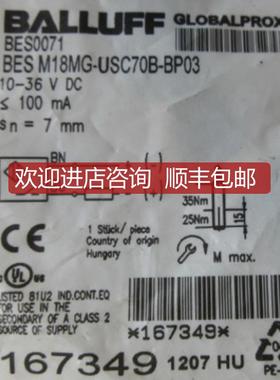 BALLUFF GLOBALPROX
BES0071
BES M18MG-USC70B-BP03
10-36 V DC
≤ 100 mA
sn = 7 mm
欢迎进店咨询 顺丰包邮
BN
35Nm
25Nm
15
1 Stück/ piece
Country of origin
Hungary
CE
M max.
LISTED 81U2 IND.CONT.EQ
FOR USE IN THE
SECONDARY OF A CLASS 2
SOURCE OF SUPPLY
*167349*
167349 1207 HU